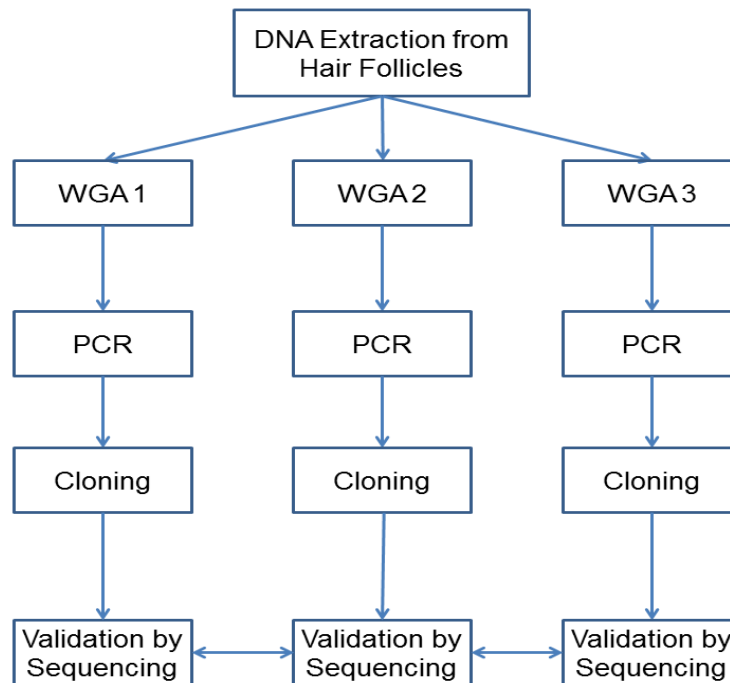 DNA Extraction from
Hair Follicles
WGA 1
WGA 2
WGA 3
PCR
PCR
PCR
Cloning
Cloning
Cloning
Validation by
Sequencing
Validation by
Sequencing
Validation by
Sequencing